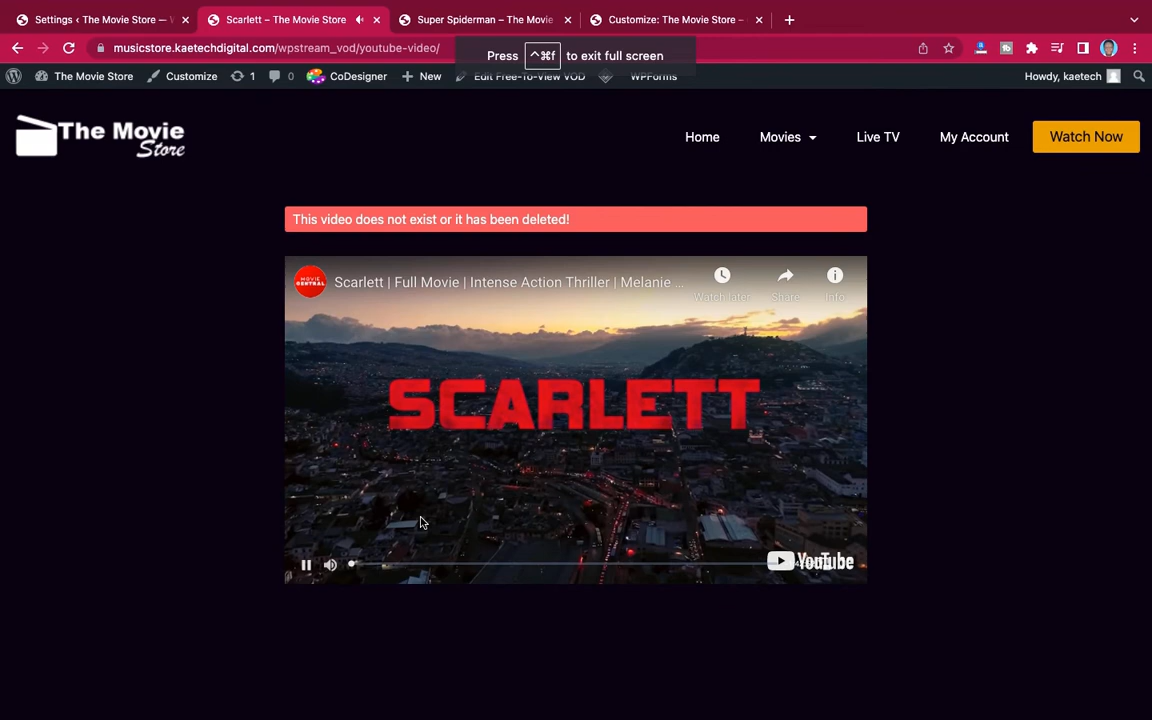 Settings ‹ The Movie Store — W
Scarlett – The Movie Store
Super Spiderman – The Movie
Customize: The Movie Store –
musicstore.kaetechdigital.com/wpstream_vod/youtube-video/
Press ^⌘f to exit full screen
The Movie Store
Customize
1
0
CoDesigner
New
Edit Free-To-View VOD
WPForms
Howdy, kaetech
The Movie
Store
Home
Movies
Live TV
My Account
Watch Now
This video does not exist or it has been deleted!
MOVIE
CENTRAL
Scarlett | Full Movie | Intense Action Thriller | Melanie ...
Watch later
Share
Info
SCARLETT
YouTube